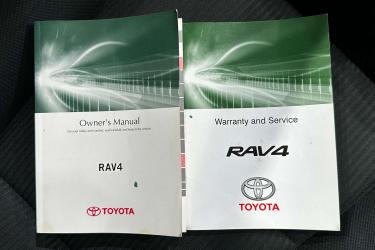 Owner's Manual
RAV4
TOYOTA
Warranty and Service
RAV4
TOYOTA